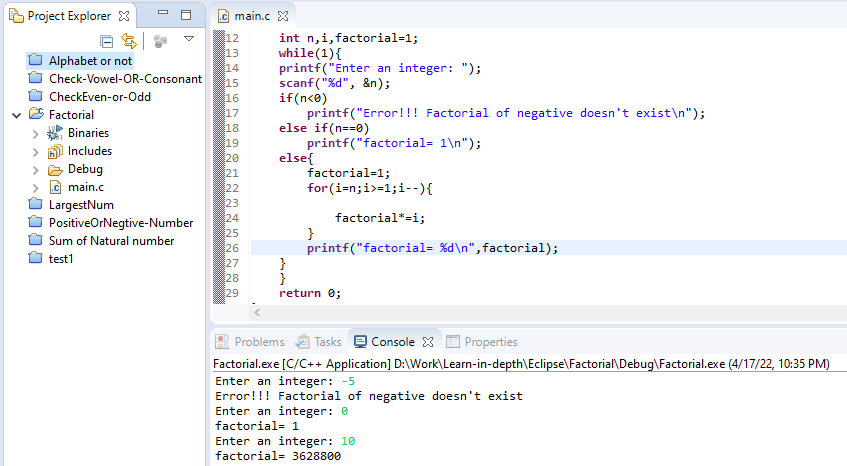 Project Explorer
Alphabet or not
Check-Vowel-OR-Consonant
CheckEven-or-Odd
Factorial
Binaries
Includes
Debug
main.c
LargestNum
PositiveOrNegtive-Number
Sum of Natural number
test1
main.c
12 int n,i,factorial=1;
13 while(1){
14 printf("Enter an integer: ");
15 scanf("%d", &n);
16 if(n<0)
17 printf("Error!!! Factorial of negative doesn't exist\n");
18 else if(n==0)
19 printf("factorial= 1\n");
20 else{
21 factorial=1;
22 for(i=n;i>=1;i--){
23
24 factorial*=i;
25 }
26 printf("factorial= %d\n",factorial);
27 }
28 }
29 return 0;
Problems Tasks Console Properties
Factorial.exe [C/C++ Application] D:\Work\Learn-in-depth\Eclipse\Factorial\Debug\Factorial.exe (4/17/22, 10:35 PM)
Enter an integer: -5
Error!!! Factorial of negative doesn't exist
Enter an integer: 0
factorial= 1
Enter an integer: 10
factorial= 3628800